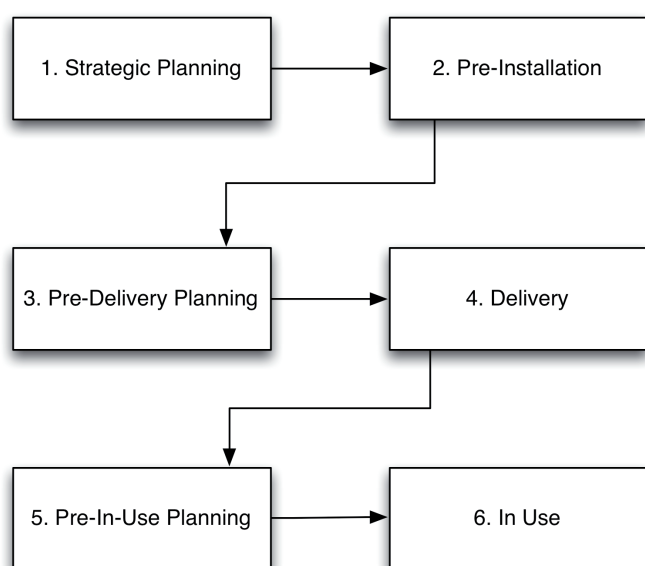 1. Strategic Planning
2. Pre-Installation
3. Pre-Delivery Planning
4. Delivery
5. Pre-In-Use Planning
6. In Use